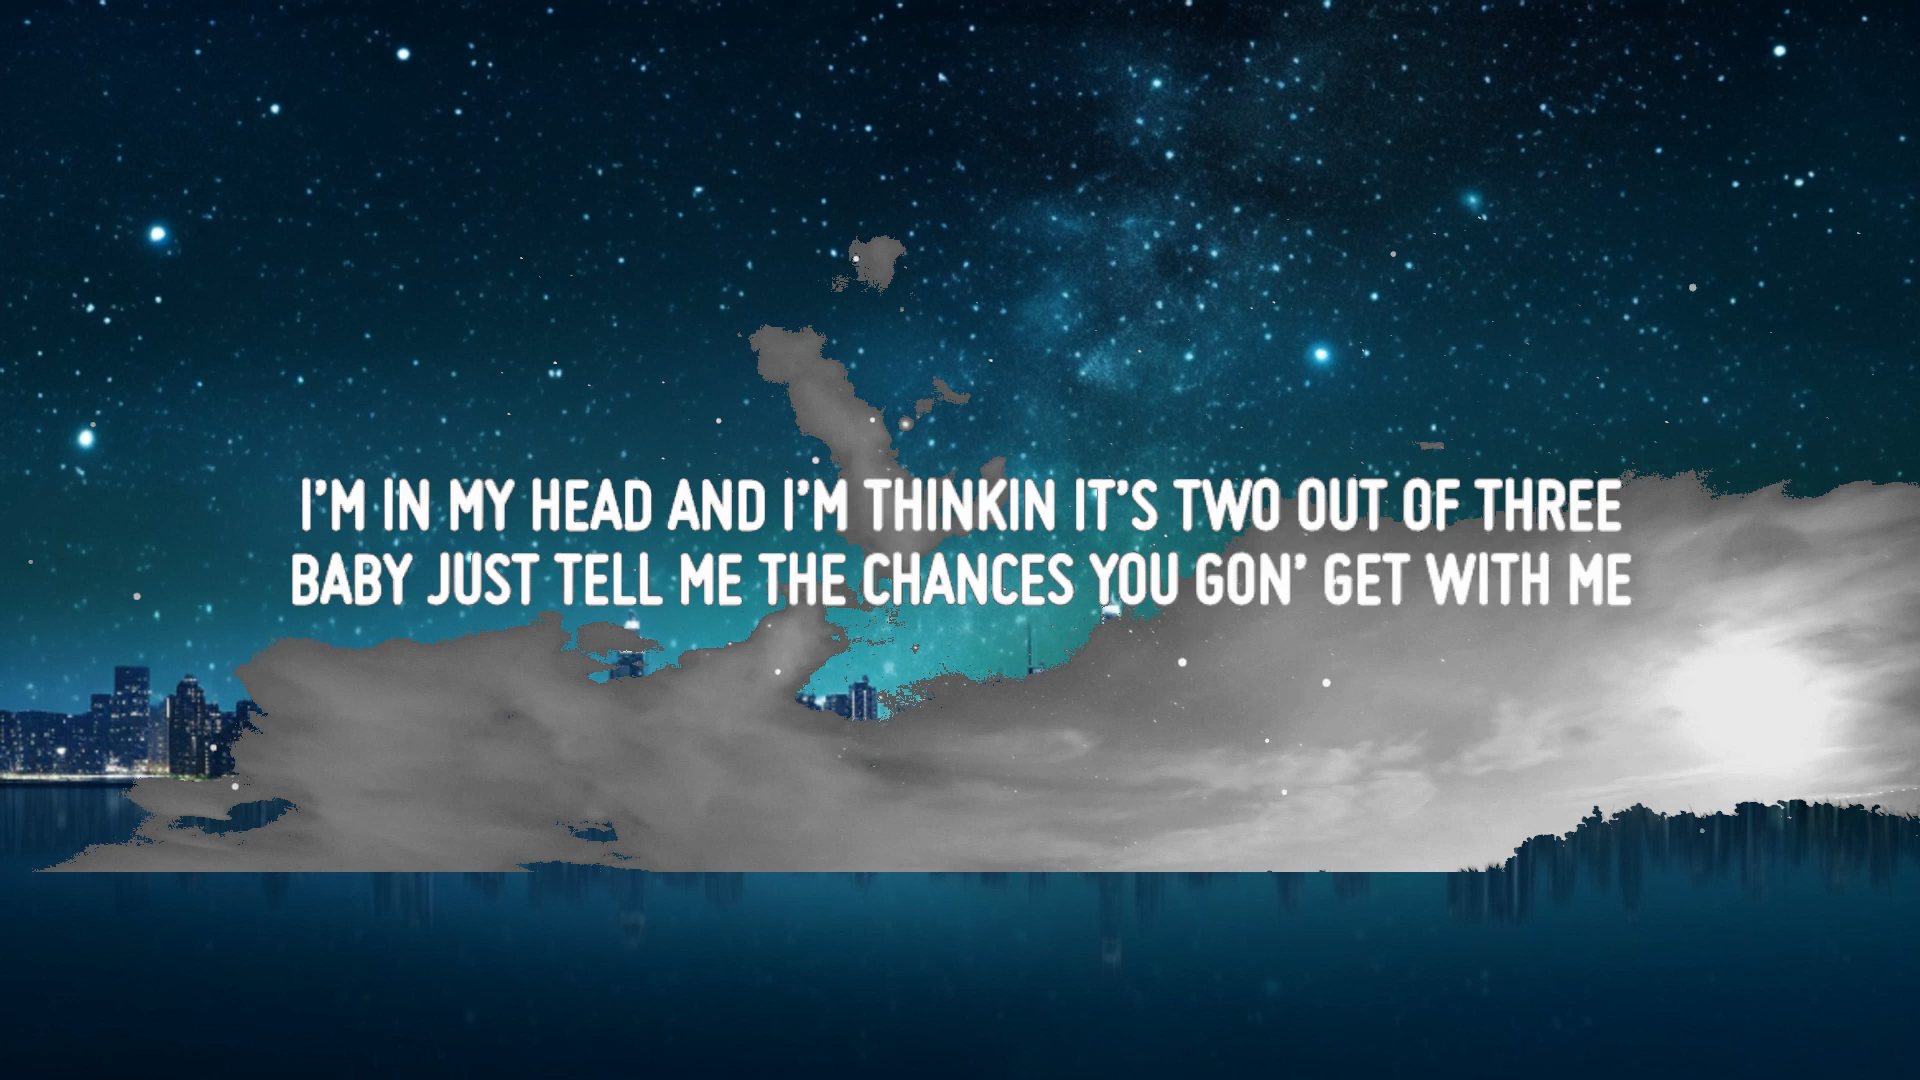 I'M IN MY HEAD AND I'M THINKIN IT'S TWO OUT OF THREE
BABY JUST TELL ME THE CHANCES YOU GON' GET WITH ME